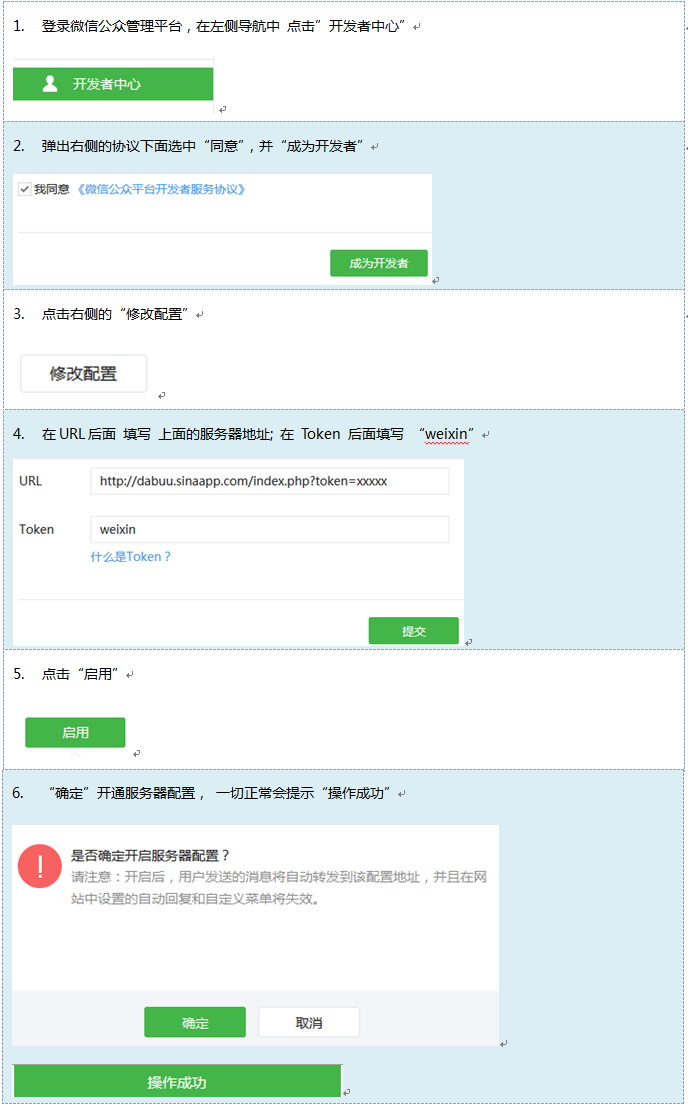 1. 登录微信公众管理平台，在左侧导航中 点击”开发者中心”
开发者中心
2. 弹出右侧的协议下面选中“同意”，并“成为开发者”
我同意《微信公众平台开发者服务协议》
成为开发者
3. 点击右侧的“修改配置”
修改配置
4. 在 URL 后面 填写 上面的服务器地址; 在 Token 后面填写 “weixin”
URL http://dabuu.sinaapp.com/index.php?token=xxxxx
Token weixin
什么是Token？
提交
5. 点击“启用”
启用
6. “确定”开通服务器配置， 一切正常会提示“操作成功”
是否确定开启服务器配置？
请注意：开启后，用户发送的消息将自动转发到该配置地址，并且在网
站中设置的自动回复和自定义菜单将失效。
确定 取消
操作成功